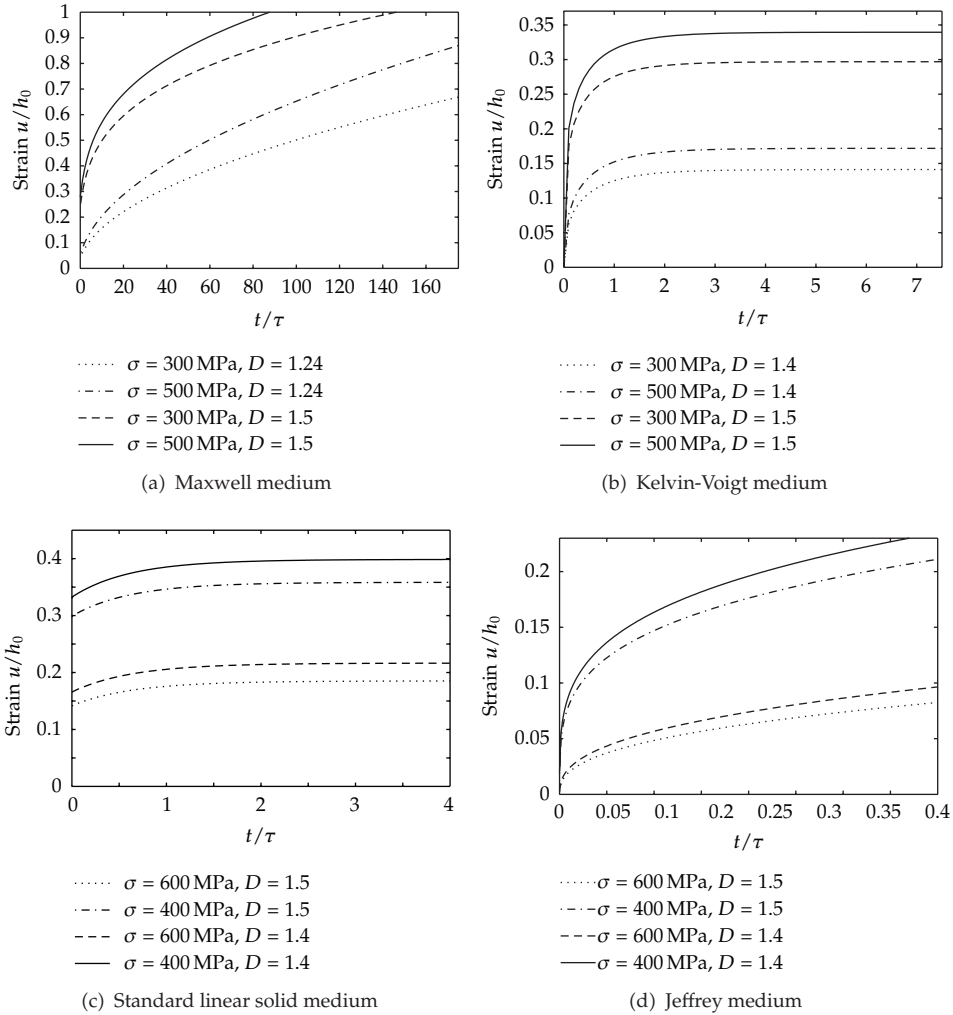 1
0.9
0.8
0.7
0.6
0.5
0.4
0.3
0.2
0.1
0
Strain u/h₀
0 20 40 60 80 100 120 140 160
t/τ
σ = 300 MPa, D = 1.24
σ = 500 MPa, D = 1.24
σ = 300 MPa, D = 1.5
σ = 500 MPa, D = 1.5
(a) Maxwell medium
0.35
0.3
0.25
0.2
0.15
0.1
0.05
0
Strain u/h₀
0 1 2 3 4 5 6 7
t/τ
σ = 300 MPa, D = 1.4
σ = 500 MPa, D = 1.4
σ = 300 MPa, D = 1.5
σ = 500 MPa, D = 1.5
(b) Kelvin-Voigt medium
0.4
0.3
0.2
0.1
0
Strain u/h₀
0 1 2 3 4
t/τ
σ = 600 MPa, D = 1.5
σ = 400 MPa, D = 1.5
σ = 600 MPa, D = 1.4
σ = 400 MPa, D = 1.4
(c) Standard linear solid medium
0.2
0.15
0.1
0.05
0
Strain u/h₀
0 0.05 0.1 0.15 0.2 0.25 0.3 0.35 0.4
t/τ
σ = 600 MPa, D = 1.5
σ = 400 MPa, D = 1.5
σ = 600 MPa, D = 1.4
σ = 400 MPa, D = 1.4
(d) Jeffrey medium